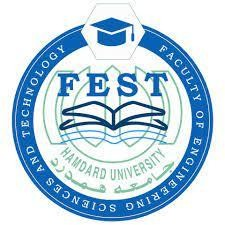 FACULTY OF ENGINEERING SCIENCES AND TECHNOLOGY
FEST
HAMDARD UNIVERSITY
جامعہ ہمدرد